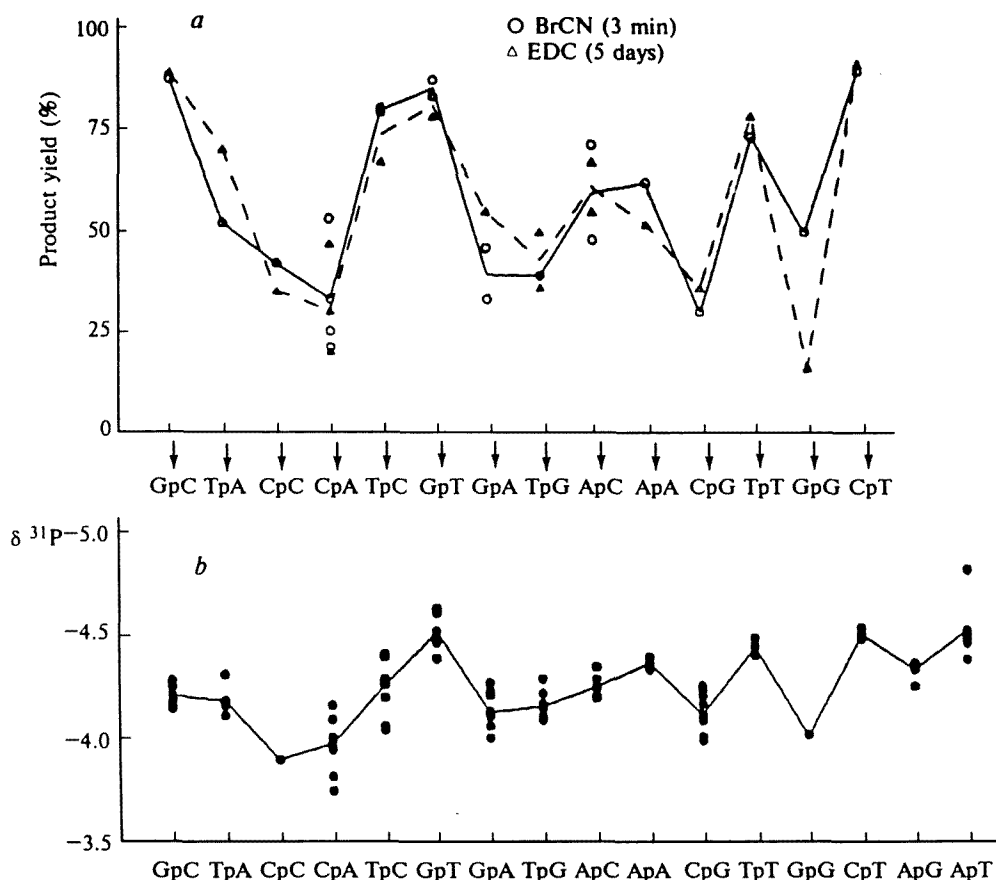 a
○ BrCN (3 min)
△ EDC (5 days)
Product yield (%)
100
75
50
25
0
GpC TpA CpC CpA TpC GpT GpA TpG ApC ApA CpG TpT GpG CpT
δ ³¹P
b
−5.0
−4.5
−4.0
−3.5
GpC TpA CpC CpA TpC GpT GpA TpG ApC ApA CpG TpT GpG CpT ApG ApT